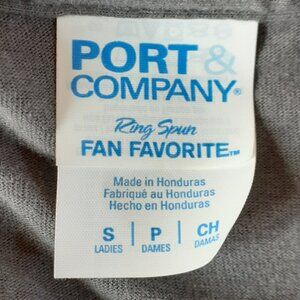 PORT &
COMPANY®
Ring Spun
FAN FAVORITE™
Made in Honduras
Fabriqué au Honduras
Hecho en Honduras
S | P | CH
LADIES DAMES DAMAS